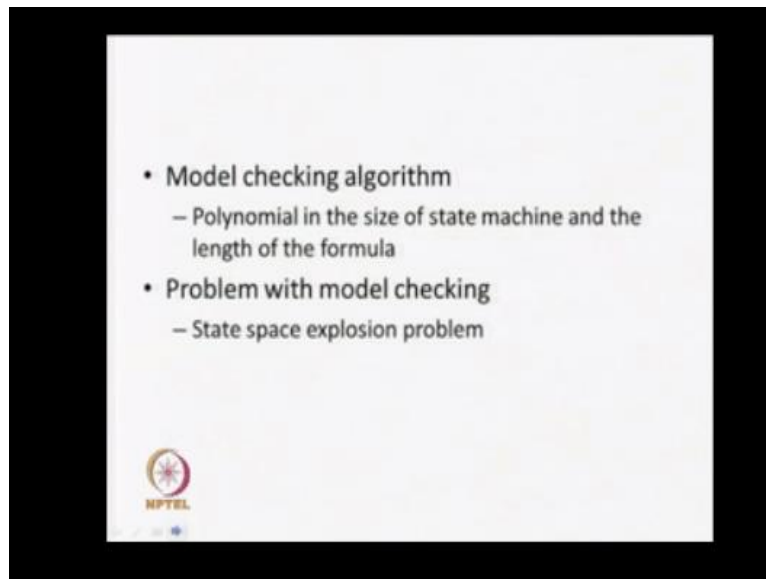 • Model checking algorithm
– Polynomial in the size of state machine and the
length of the formula
• Problem with model checking
– State space explosion problem
NPTEL